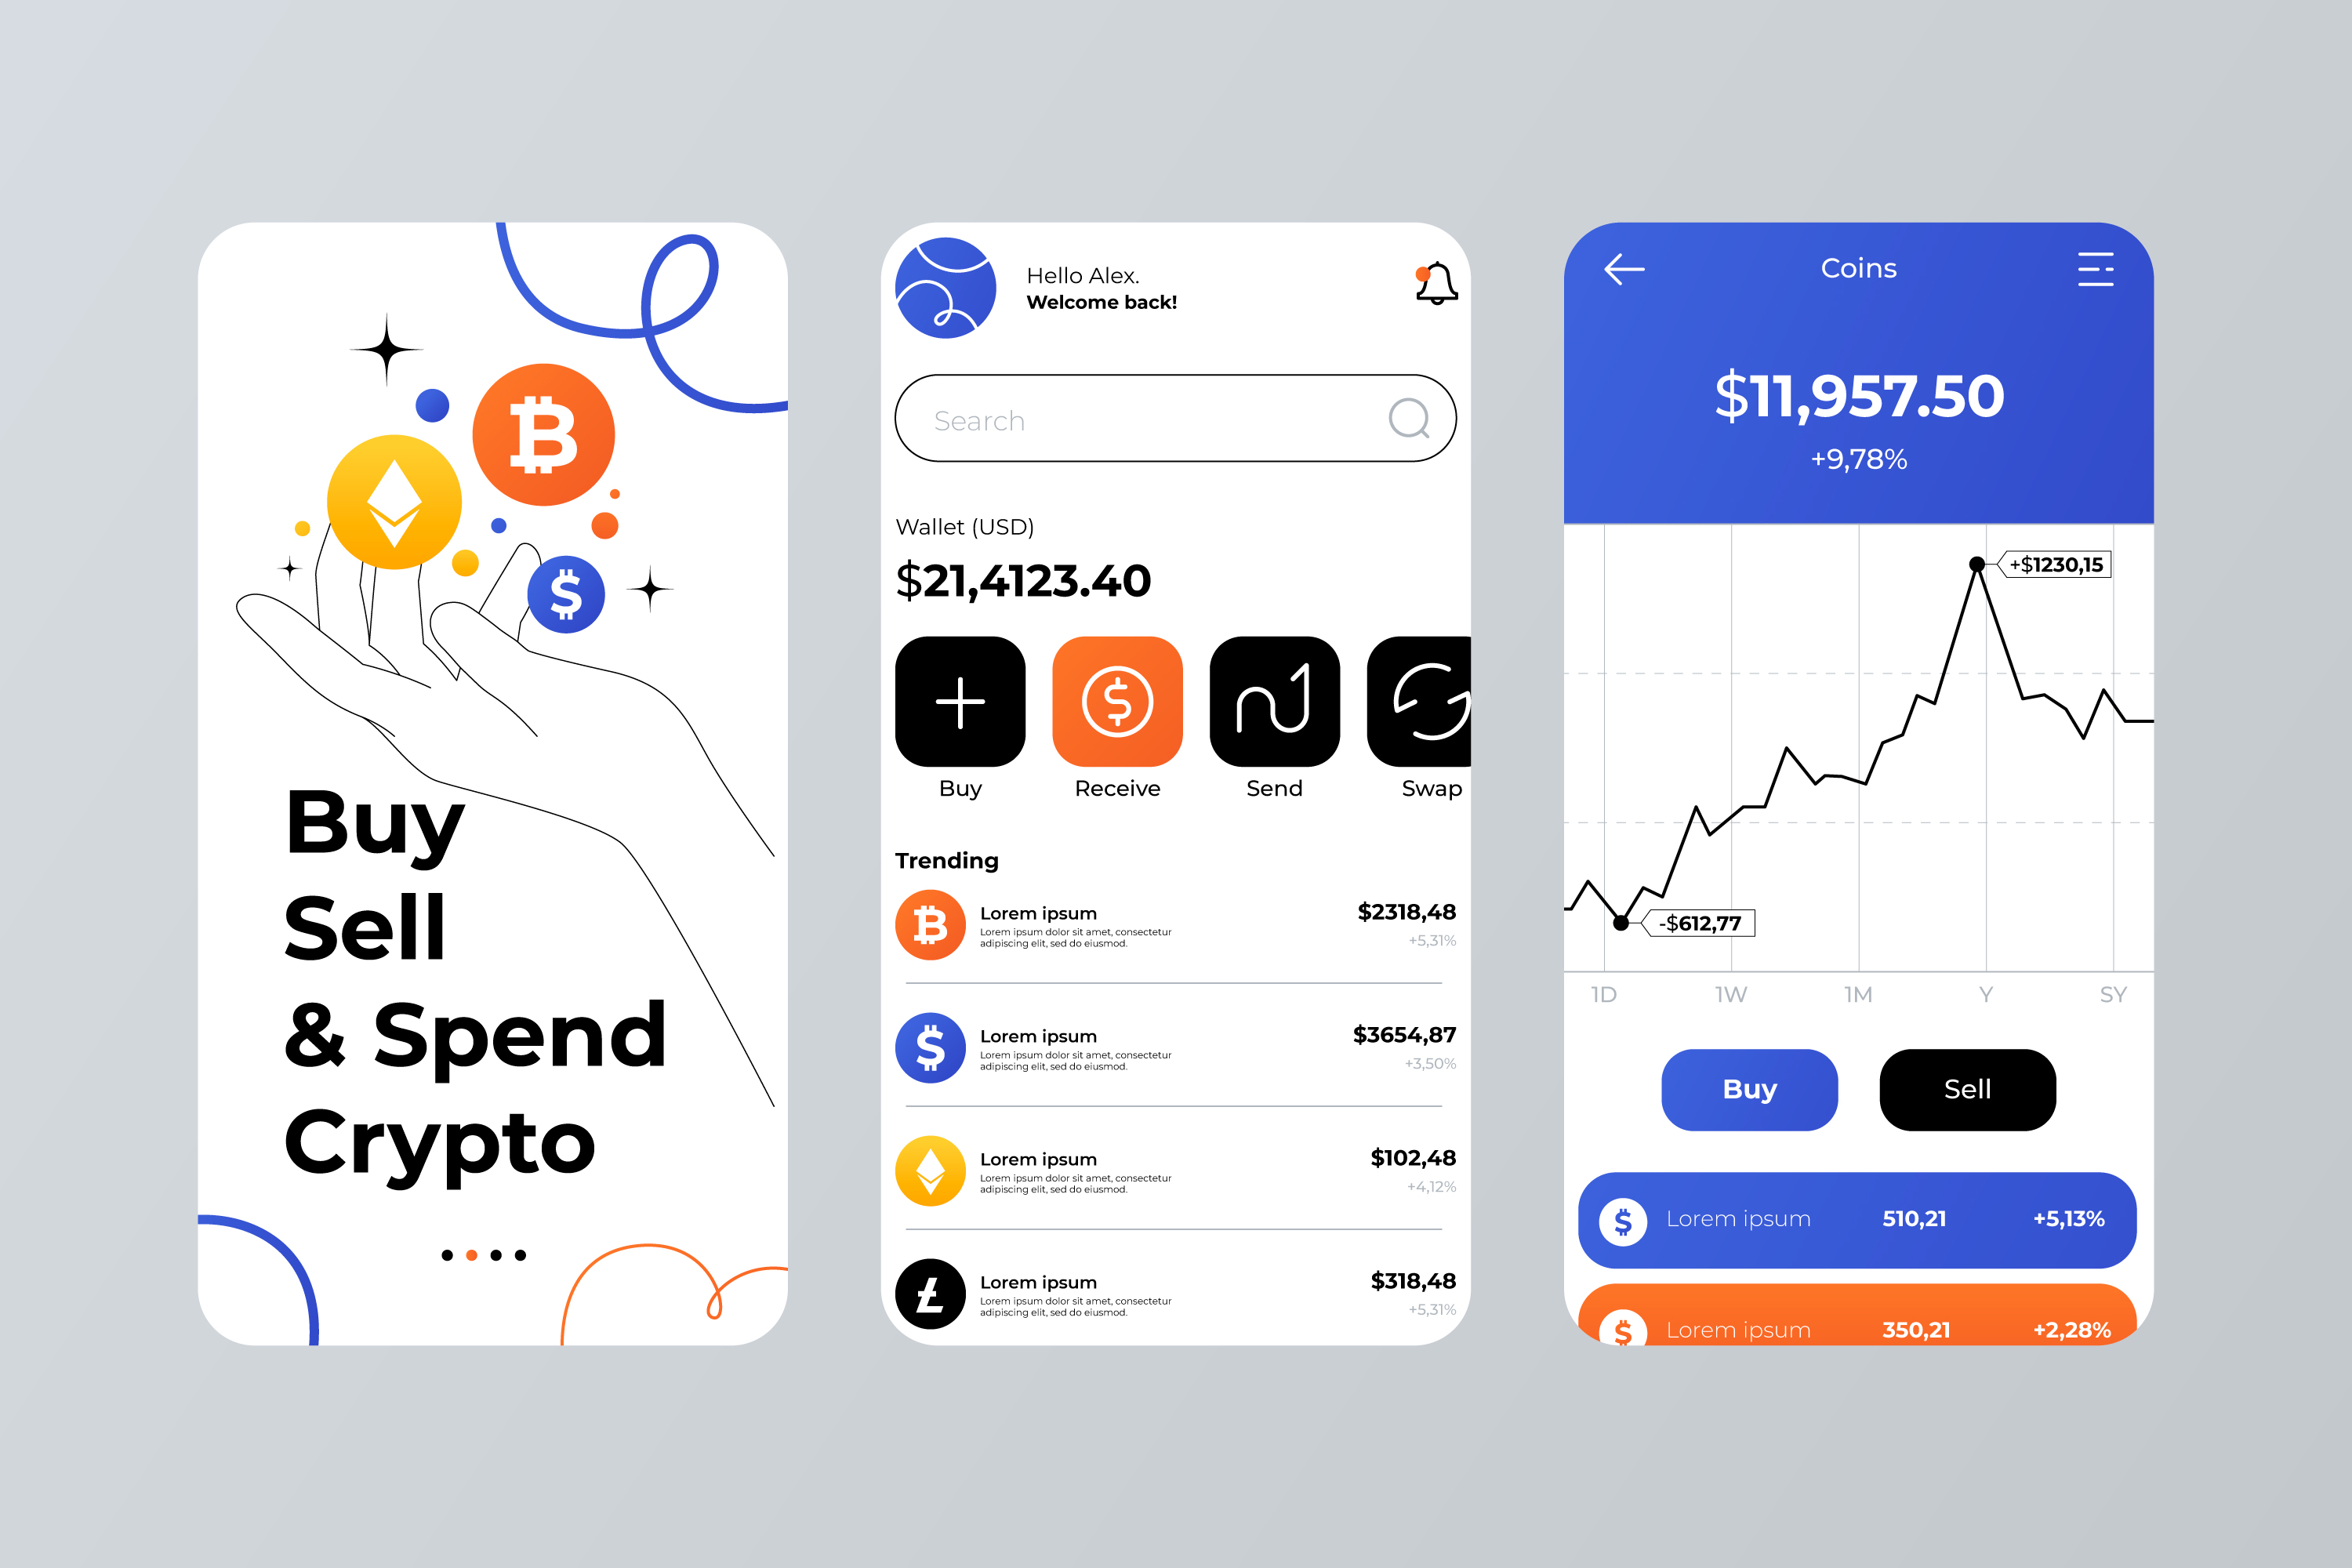 Buy
Sell
& Spend
Crypto
Hello Alex.
Welcome back!
Search
Wallet (USD)
$21,4123.40
Buy Receive Send Swap
Trending
Lorem ipsum $2318,48
Lorem ipsum dolor sit amet, consectetur
adipiscing elit, sed do eiusmod. +5,31%
Lorem ipsum $3654,87
Lorem ipsum dolor sit amet, consectetur
adipiscing elit, sed do eiusmod. +3,50%
Lorem ipsum $102,48
Lorem ipsum dolor sit amet, consectetur
adipiscing elit, sed do eiusmod. +4,12%
Lorem ipsum $318,48
Lorem ipsum dolor sit amet, consectetur
adipiscing elit, sed do eiusmod. +5,31%
Coins
$11,957.50
+9,78%
+$1230,15
-$612,77
1D 1W 1M Y SY
Buy Sell
Lorem ipsum 510,21 +5,13%
Lorem ipsum 350,21 +2,28%